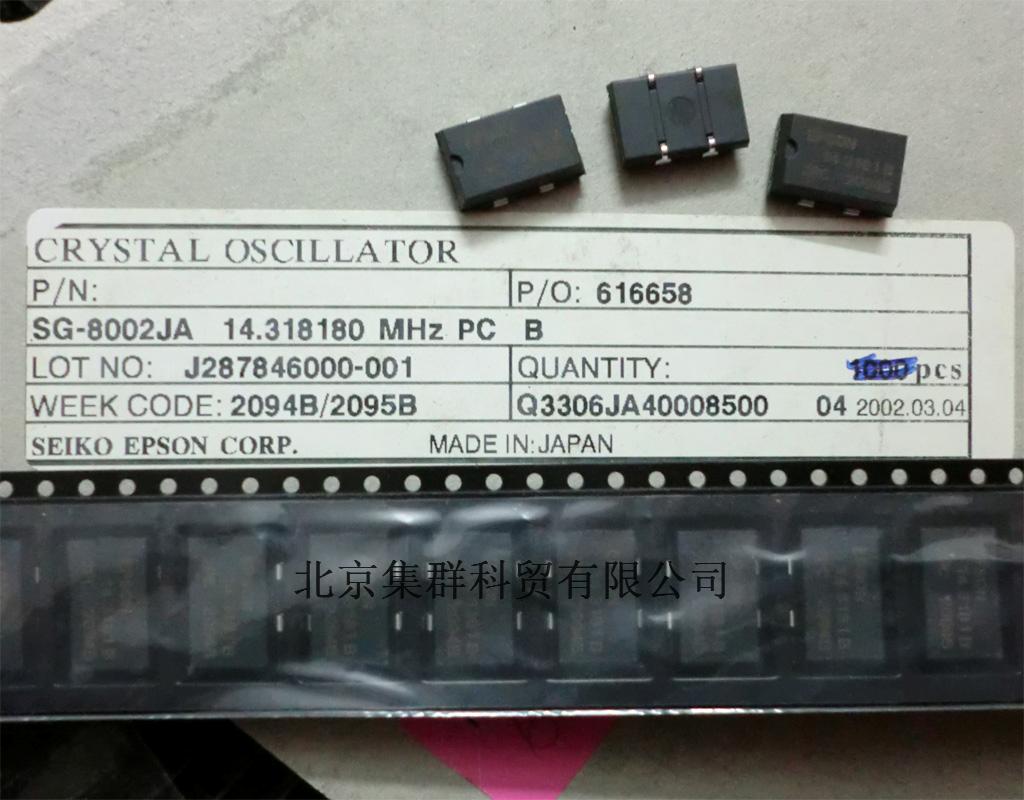 CRYSTAL OSCILLATOR
P/N: P/O: 616658
SG-8002JA 14.318180 MHz PC B
LOT NO: J287846000-001 QUANTITY: 1000 pcs
WEEK CODE: 2094B/2095B Q3306JA40008500 04 2002.03.04
SEIKO EPSON CORP. MADE IN:JAPAN
北京集群科贸有限公司